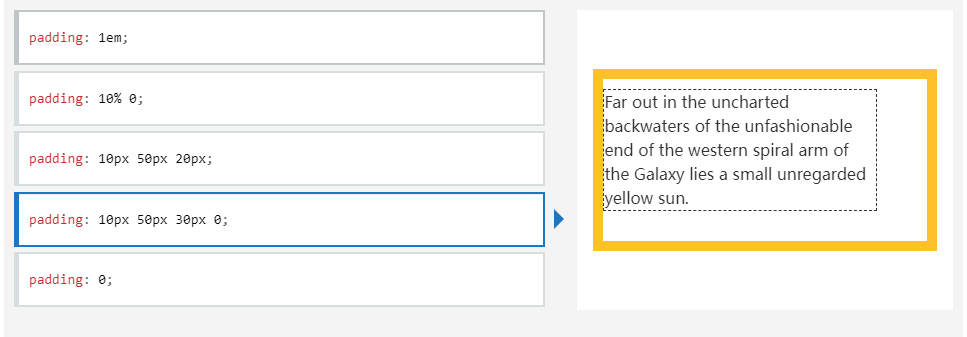 padding: 1em;
padding: 10% 0;
padding: 10px 50px 20px;
padding: 10px 50px 30px 0;
padding: 0;
Far out in the uncharted
backwaters of the unfashionable
end of the western spiral arm of
the Galaxy lies a small unregarded
yellow sun.